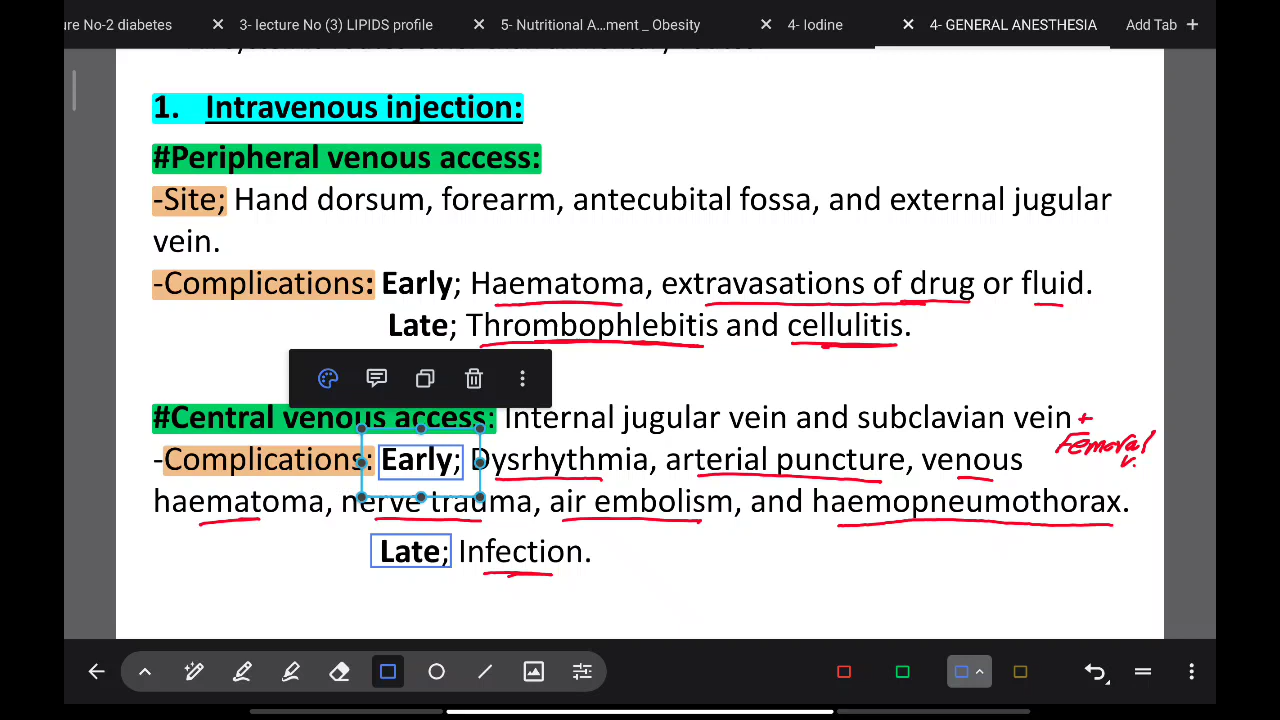 ure No-2 diabetes 3- lecture No (3) LIPIDS profile 5- Nutritional A...ment _ Obesity 4- Iodine 4- GENERAL ANESTHESIA Add Tab
1. Intravenous injection:
#Peripheral venous access:
-Site; Hand dorsum, forearm, antecubital fossa, and external jugular
vein.
-Complications: Early; Haematoma, extravasations of drug or fluid.
Late; Thrombophlebitis and cellulitis.
#Central venous access: Internal jugular vein and subclavian vein +
Femoral
v.
-Complications: Early; Dysrhythmia, arterial puncture, venous
haematoma, nerve trauma, air embolism, and haemopneumothorax.
Late; Infection.